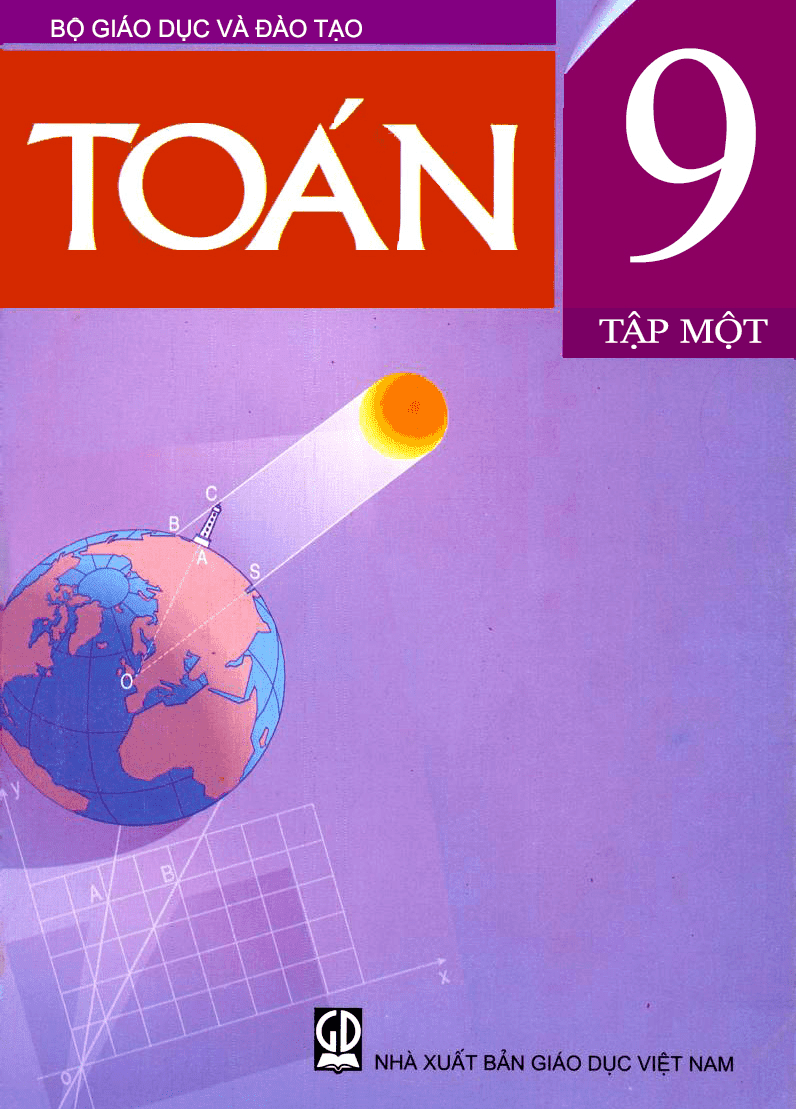 BỘ GIÁO DỤC VÀ ĐÀO TẠO
TOÁN
9
TẬP MỘT
C
B
A
S
O
y
A
B
x
O
GD
NHÀ XUẤT BẢN GIÁO DỤC VIỆT NAM